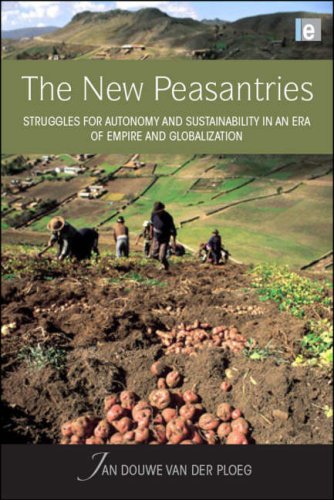 e
The New Peasantries
STRUGGLES FOR AUTONOMY AND SUSTAINABILITY IN AN ERA
OF EMPIRE AND GLOBALIZATION
JAN DOUWE VAN DER PLOEG